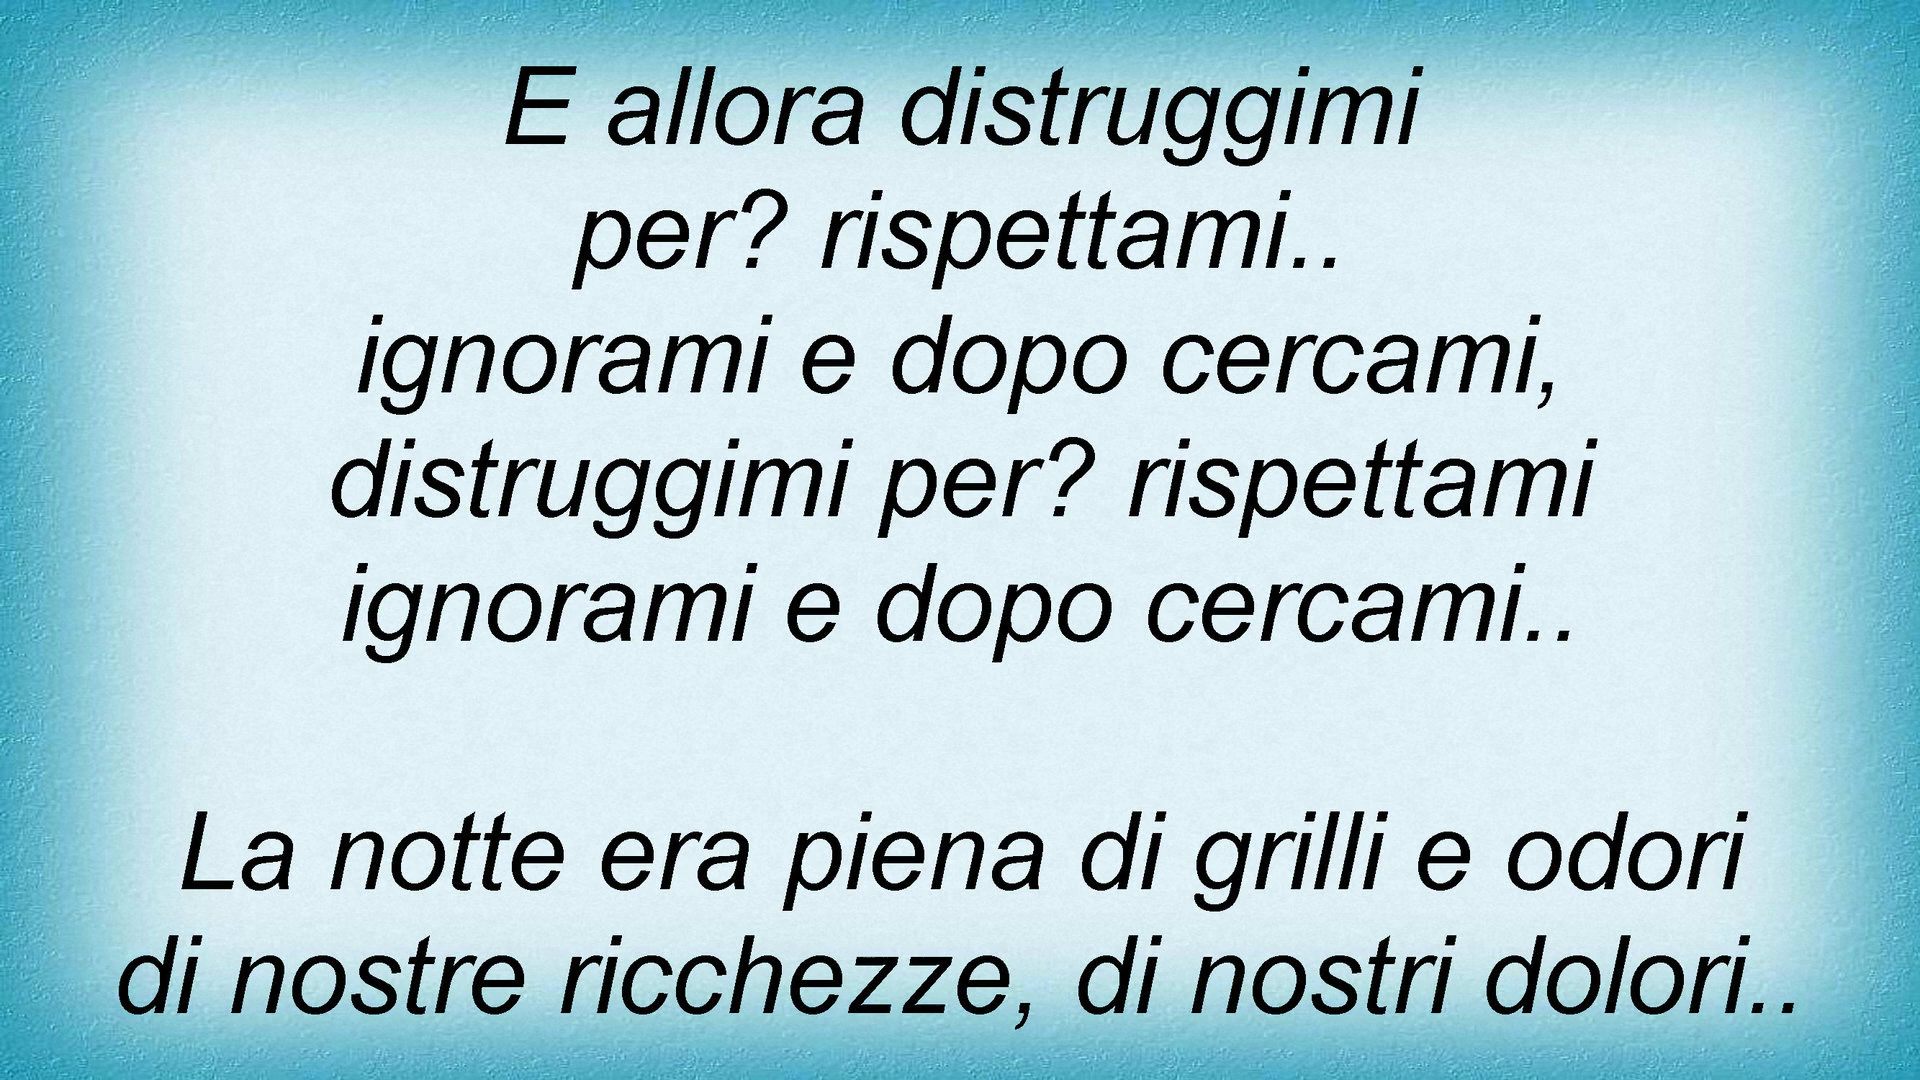 E allora distruggimi
per? rispettami..
ignorami e dopo cercami,
distruggimi per? rispettami
ignorami e dopo cercami..
La notte era piena di grilli e odori
di nostre ricchezze, di nostri dolori..